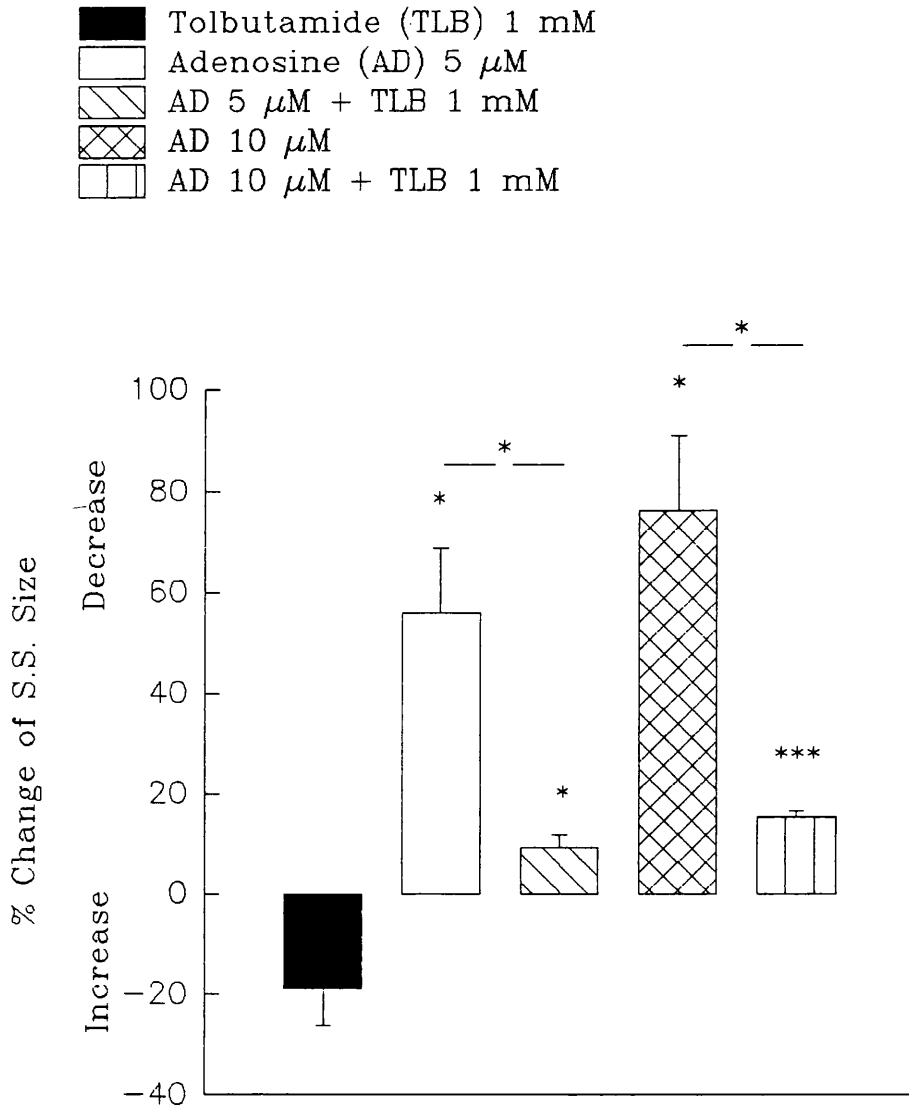 Tolbutamide (TLB) 1 mM
Adenosine (AD) 5 μM
AD 5 μM + TLB 1 mM
AD 10 μM
AD 10 μM + TLB 1 mM
*
*
100
*
80
*
60
40
***
20
*
0
−20
−40
% Change of S.S. Size
Decrease
Increase